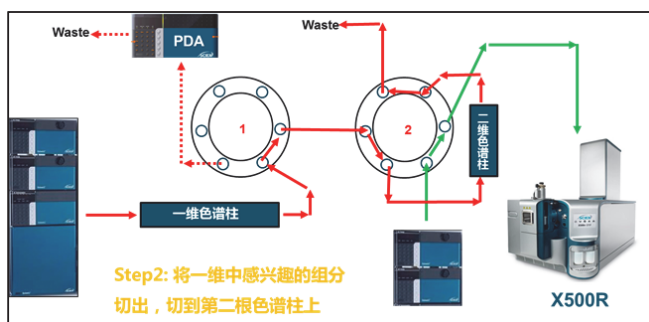 Waste
PDA
Waste
1
2
二维色谱柱
一维色谱柱
Step2: 将一维中感兴趣的组分
切出，切到第二根色谱柱上
X500R